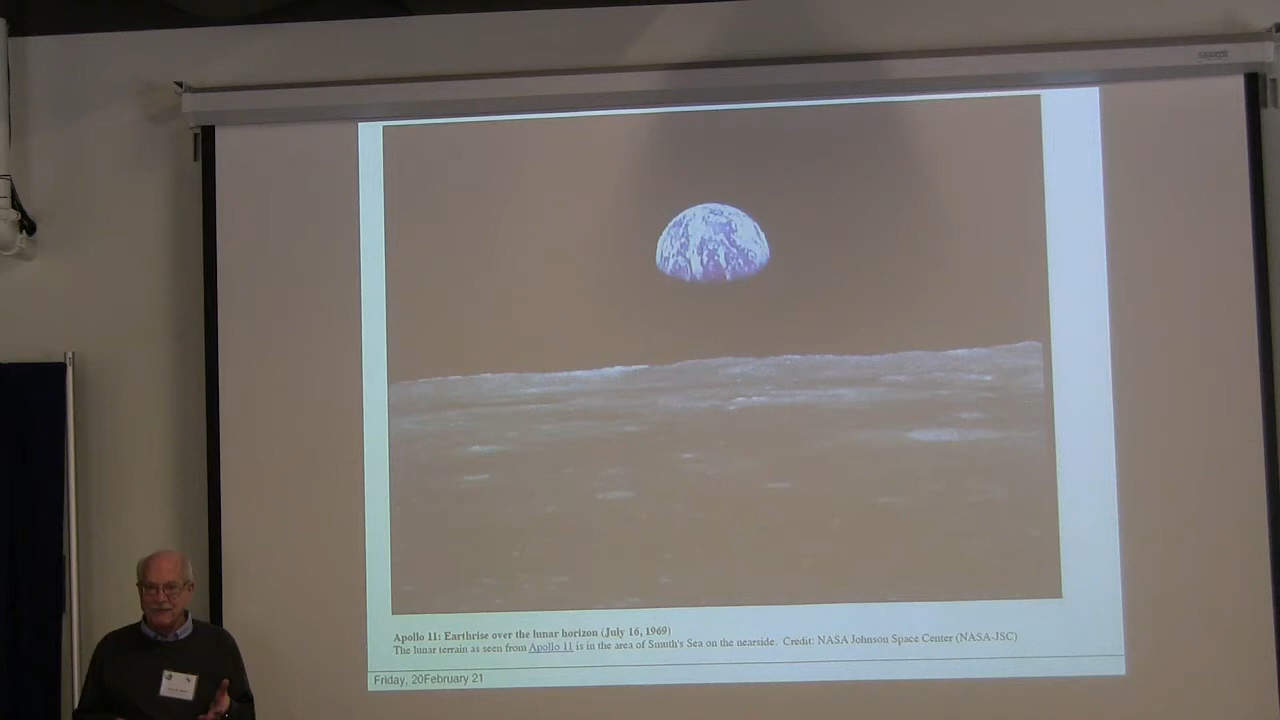 Apollo 11: Earthrise over the lunar horizon (July 16, 1969)
The lunar terrain as seen from Apollo 11 is in the area of Smuth's Sea on the nearside. Credit: NASA Johnson Space Center (NASA-JSC)
Friday, 20February 21